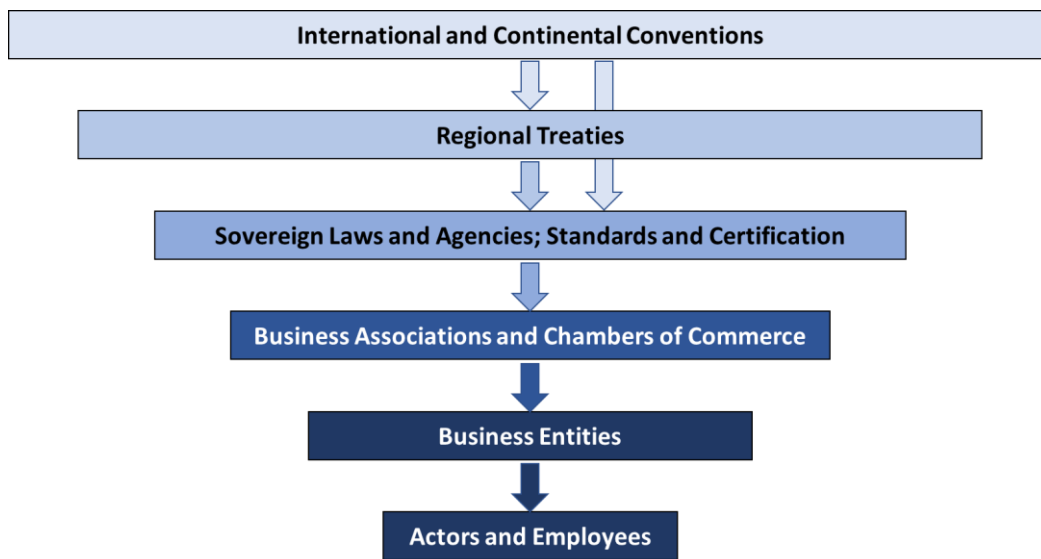 International and Continental Conventions
Regional Treaties
Sovereign Laws and Agencies; Standards and Certification
Business Associations and Chambers of Commerce
Business Entities
Actors and Employees